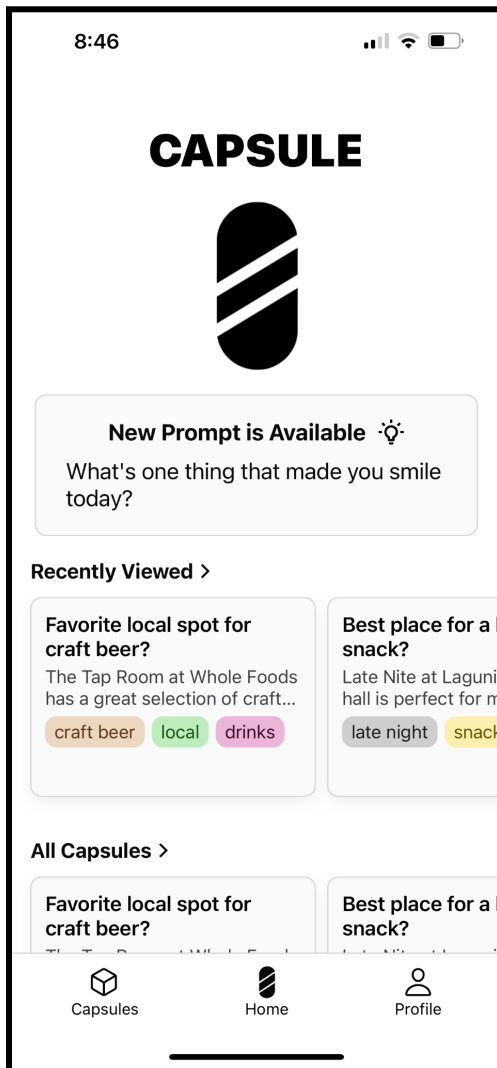 8:46
CAPSULE
New Prompt is Available
What's one thing that made you smile
today?
Recently Viewed >
Favorite local spot for
craft beer?
The Tap Room at Whole Foods
has a great selection of craft...
craft beer local drinks
Best place for a
snack?
Late Nite at
hall is perfect for
late night
All Capsules >
Favorite local spot for
craft beer?
Best place for a
snack?
Capsules Home Profile